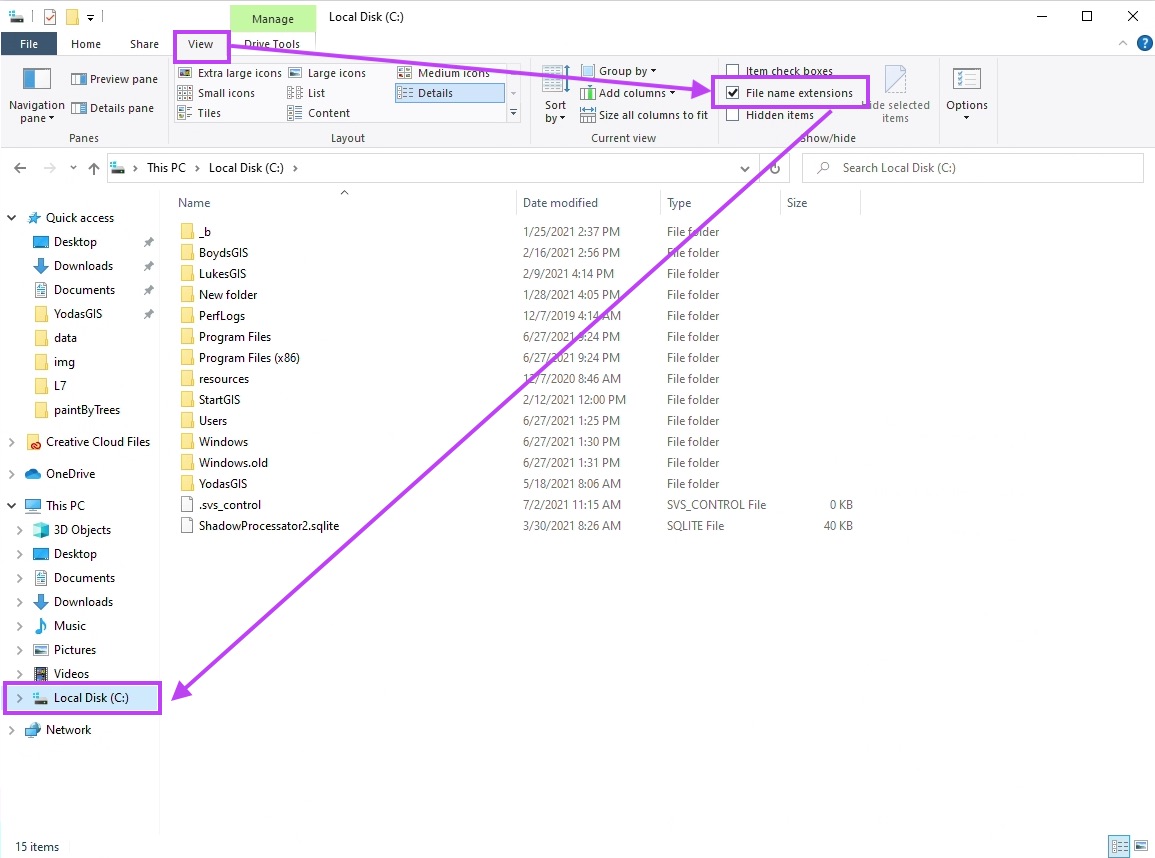 Manage
Local Disk (C:)
File
Home
Share
View
Drive Tools
Navigation pane
Preview pane
Details pane
Panes
Extra large icons
Large icons
Medium icons
Small icons
List
Details
Tiles
Content
Layout
Sort by
Group by
Add columns
Size all columns to fit
Current view
Item check boxes
File name extensions
Hidden items
Hide selected items
Show/hide
Options
This PC
Local Disk (C:)
Search Local Disk (C:)
Quick access
Desktop
Downloads
Documents
YodasGIS
data
img
L7
paintByTrees
Creative Cloud Files
OneDrive
This PC
3D Objects
Desktop
Documents
Downloads
Music
Pictures
Videos
Local Disk (C:)
Network
Name Date modified Type Size
_b 1/25/2021 2:37 PM File folder
BoydsGIS 2/16/2021 2:56 PM File folder
LukesGIS 2/9/2021 4:14 PM File folder
New folder 1/28/2021 4:05 PM File folder
PerfLogs 12/7/2019 4:14 AM File folder
Program Files 6/27/2021 9:24 PM File folder
Program Files (x86) 6/27/2021 9:24 PM File folder
resources 12/7/2020 8:46 AM File folder
StartGIS 2/12/2021 12:00 PM File folder
Users 6/27/2021 1:25 PM File folder
Windows 6/27/2021 1:30 PM File folder
Windows.old 6/27/2021 1:31 PM File folder
YodasGIS 5/18/2021 8:06 AM File folder
.svs_control 7/2/2021 11:15 AM SVS_CONTROL File 0 KB
ShadowProcessator2.sqlite 3/30/2021 8:26 AM SQLITE File 40 KB
15 items